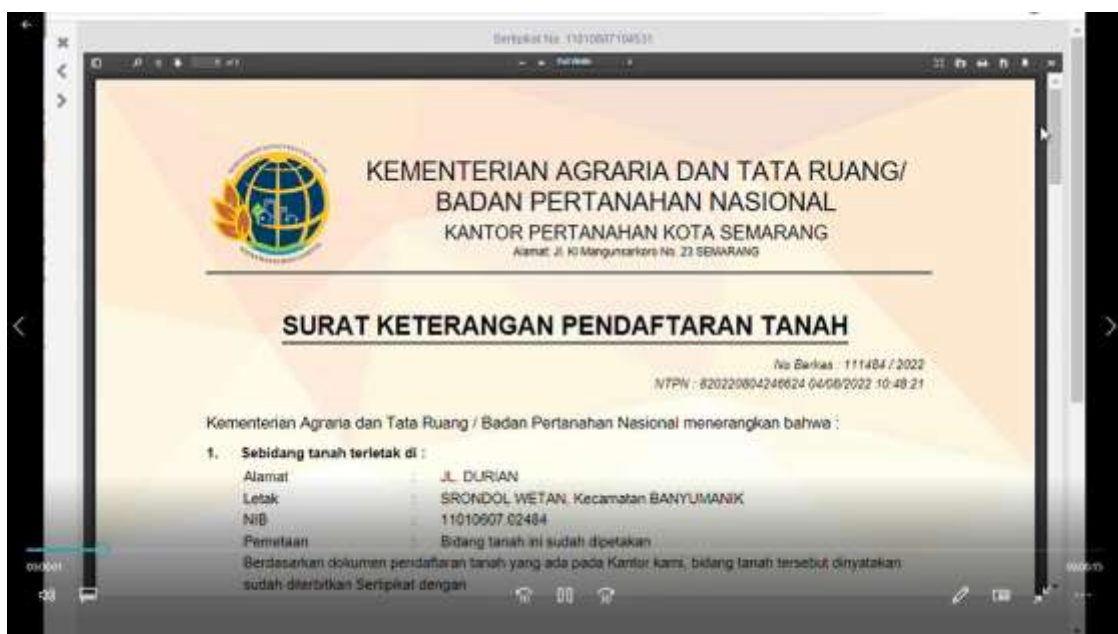 Sertipikat No. 11010607104531
KEMENTERIAN AGRARIA DAN TATA RUANG/
BADAN PERTANAHAN NASIONAL
KANTOR PERTANAHAN KOTA SEMARANG
Alamat: Jl. Ki Mangunsarkoro No. 23 SEMARANG
SURAT KETERANGAN PENDAFTARAN TANAH
No Berkas : 111484 / 2022
NTPN : 820220804246624 04/08/2022 10:48:21
Kementerian Agraria dan Tata Ruang / Badan Pertanahan Nasional menerangkan bahwa :
1. Sebidang tanah terletak di :
Alamat : JL. DURIAN
Letak : SRONDOL WETAN, Kecamatan BANYUMANIK
NIB : 11010607.02484
Pemetaan : Bidang tanah ini sudah dipetakan
Berdasarkan dokumen pendaftaran tanah yang ada pada Kantor kami, bidang tanah tersebut dinyatakan
sudah diterbitkan Sertipikat dengan